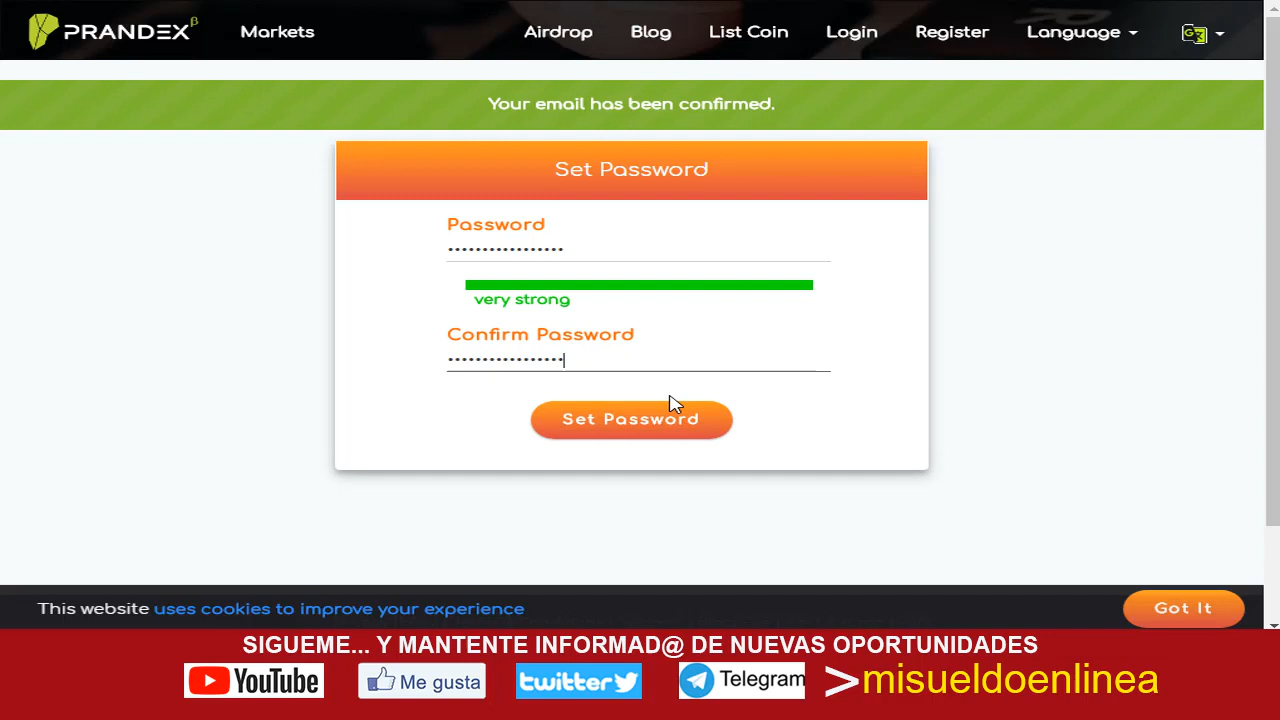 PRANDEX β Markets Airdrop Blog List Coin Login Register Language
Your email has been confirmed.
Set Password
Password
•••••••••••••••••
very strong
Confirm Password
•••••••••••••••••
Set Password
This website uses cookies to improve your experience Got It
SIGUEME... Y MANTENTE INFORMAD@ DE NUEVAS OPORTUNIDADES
YouTube Me gusta twitter Telegram >misueldoenlinea